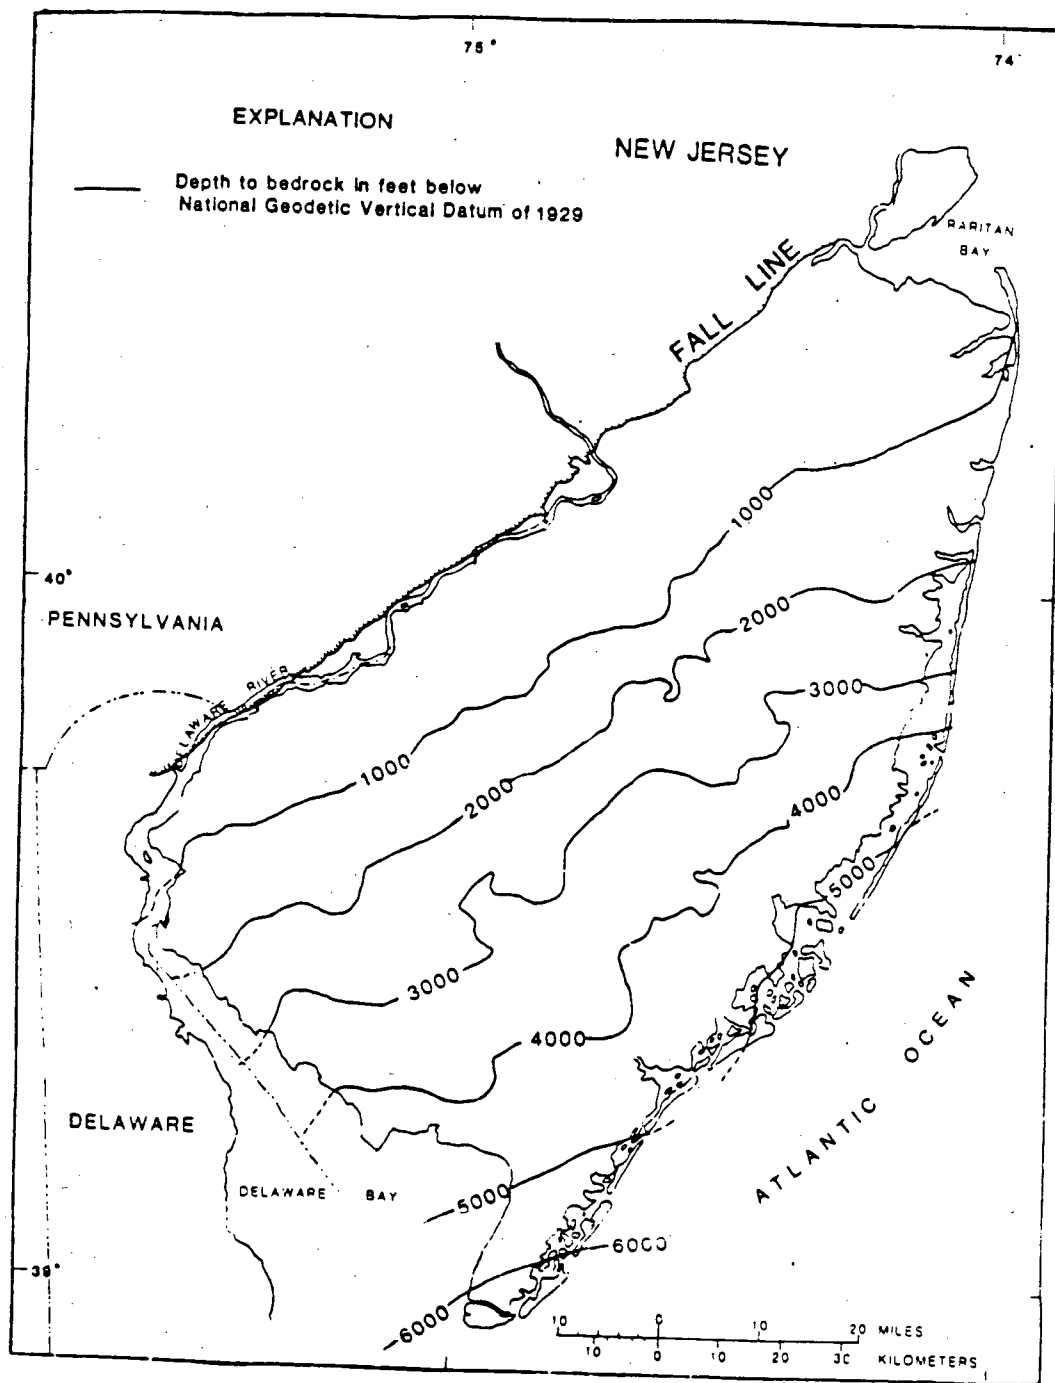 75°
74
EXPLANATION
NEW JERSEY
Depth to bedrock in feet below
National Geodetic Vertical Datum of 1929
RARITAN
BAY
FALL LINE
1000
40°
2000
PENNSYLVANIA
DELAWARE RIVER
3000
1000
2000
4000
5000
3000
4000
ATLANTIC OCEAN
DELAWARE
DELAWARE BAY
5000
6000
39°
6000
10 0 10 20 MILES
10 0 10 20 30 KILOMETERS